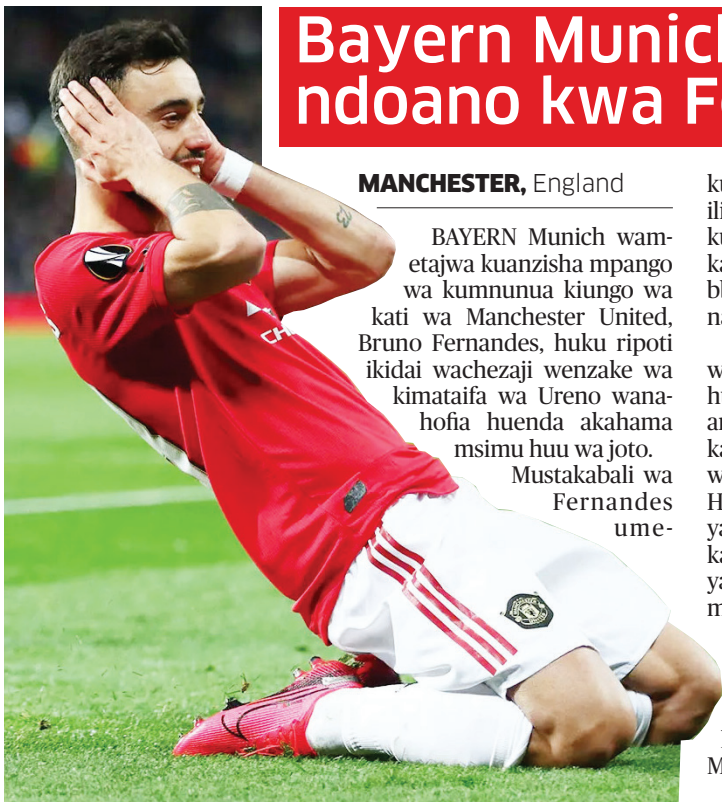 Bayern Munich
ndoano kwa
MANCHESTER, England
BAYERN Munich wam-
etajwa kuanzisha mpango
wa kumnunua kiungo wa
kati wa Manchester United,
Bruno Fernandes, huku ripoti
ikidai wachezaji wenzake wa
kimataifa wa Ureno wana-
hofia huenda akahama
msimu huu wa joto.
Mustakabali wa
Fernandes
ume-